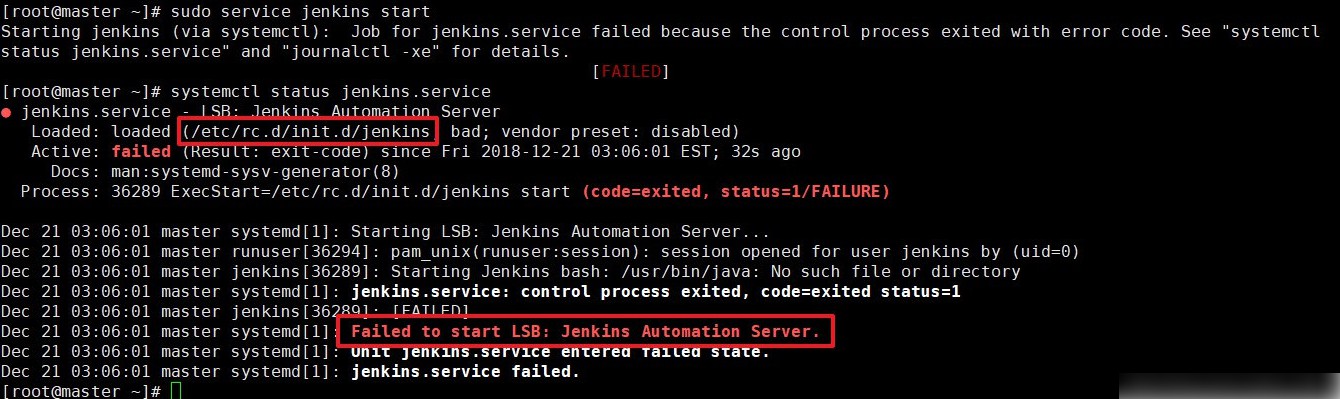 [root@master ~]# sudo service jenkins start
Starting jenkins (via systemctl):  Job for jenkins.service failed because the control process exited with error code. See "systemctl
status jenkins.service" and "journalctl -xe" for details.
[FAILED]
[root@master ~]# systemctl status jenkins.service
● jenkins.service - LSB: Jenkins Automation Server
Loaded: loaded (/etc/rc.d/init.d/jenkins bad; vendor preset: disabled)
Active: failed (Result: exit-code) since Fri 2018-12-21 03:06:01 EST; 32s ago
Docs: man:systemd-sysv-generator(8)
Process: 36289 ExecStart=/etc/rc.d/init.d/jenkins start (code=exited, status=1/FAILURE)
Dec 21 03:06:01 master systemd[1]: Starting LSB: Jenkins Automation Server...
Dec 21 03:06:01 master runuser[36294]: pam_unix(runuser:session): session opened for user jenkins by (uid=0)
Dec 21 03:06:01 master jenkins[36289]: Starting Jenkins bash: /usr/bin/java: No such file or directory
Dec 21 03:06:01 master systemd[1]: jenkins.service: control process exited, code=exited status=1
Dec 21 03:06:01 master jenkins[36289]: [FAILED]
Dec 21 03:06:01 master systemd[1]: Failed to start LSB: Jenkins Automation Server.
Dec 21 03:06:01 master systemd[1]: Unit jenkins.service entered failed state.
Dec 21 03:06:01 master systemd[1]: jenkins.service failed.
[root@master ~]#